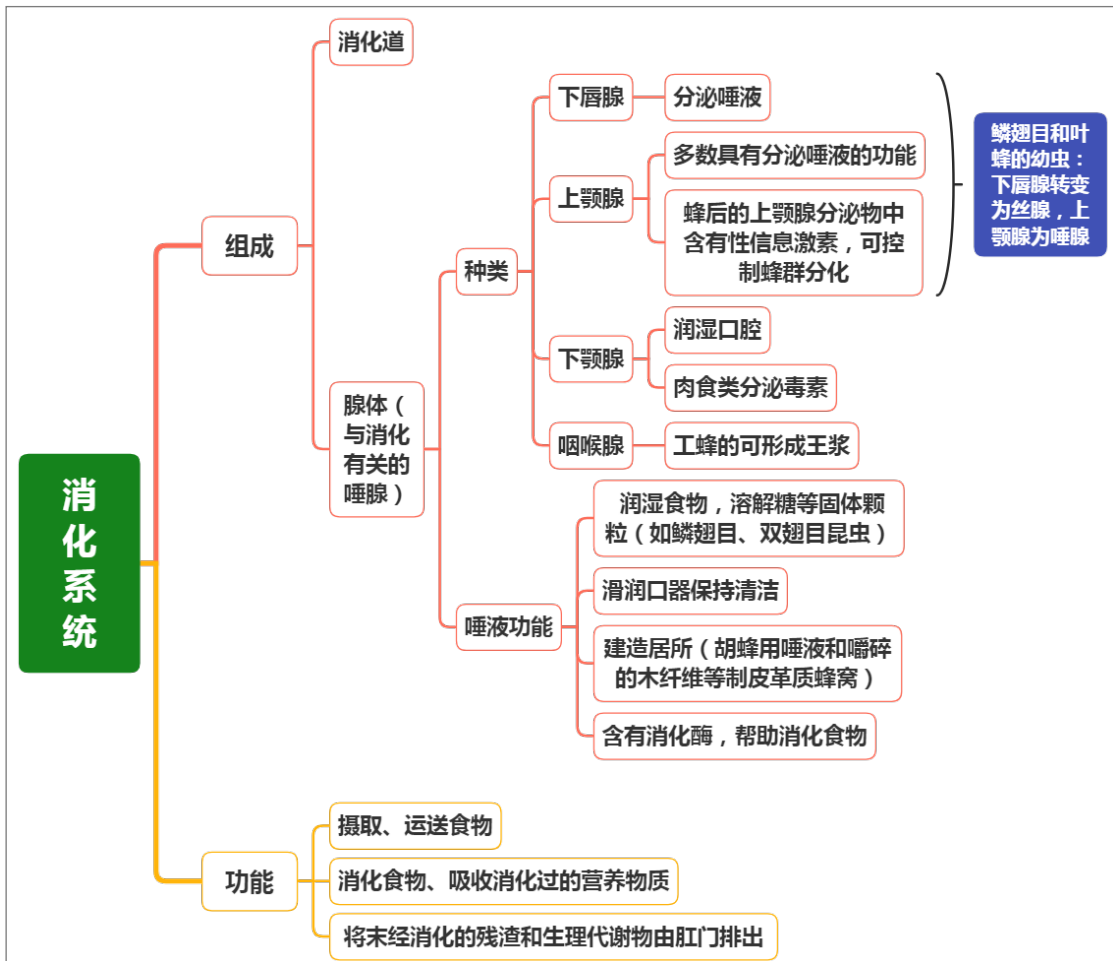 消化系统
组成
消化道
腺体（
与消化
有关的
唾腺）
种类
下唇腺
分泌唾液
上颚腺
多数具有分泌唾液的功能
蜂后的上颚腺分泌物中
含有性信息激素，可控
制蜂群分化
鳞翅目和叶
蜂的幼虫：
下唇腺转变
为丝腺，上
颚腺为唾腺
下颚腺
润湿口腔
肉食类分泌毒素
咽喉腺
工蜂的可形成王浆
唾液功能
润湿食物，溶解糖等固体颗
粒（如鳞翅目、双翅目昆虫）
滑润口器保持清洁
建造居所（胡蜂用唾液和嚼碎
的木纤维等制皮革质蜂窝）
含有消化酶，帮助消化食物
功能
摄取、运送食物
消化食物、吸收消化过的营养物质
将末经消化的残渣和生理代谢物由肛门排出